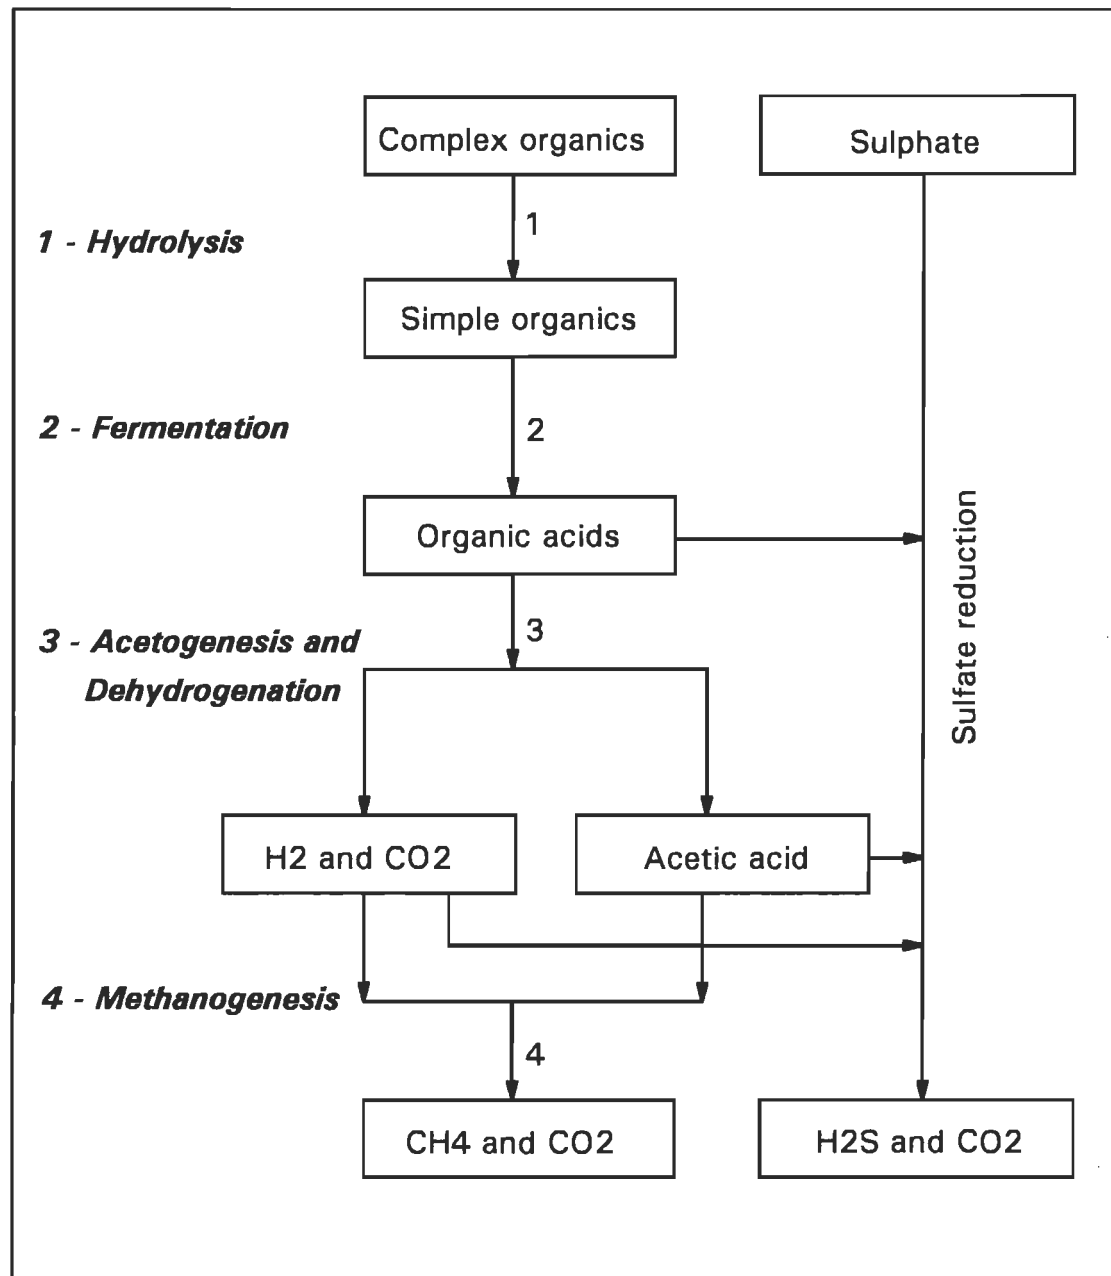 Complex organics
Sulphate
1
1 - Hydrolysis
Simple organics
2 - Fermentation
2
Organic acids
Sulfate reduction
3
3 - Acetogenesis and
Dehydrogenation
H2 and CO2
Acetic acid
4 - Methanogenesis
4
CH4 and CO2
H2S and CO2